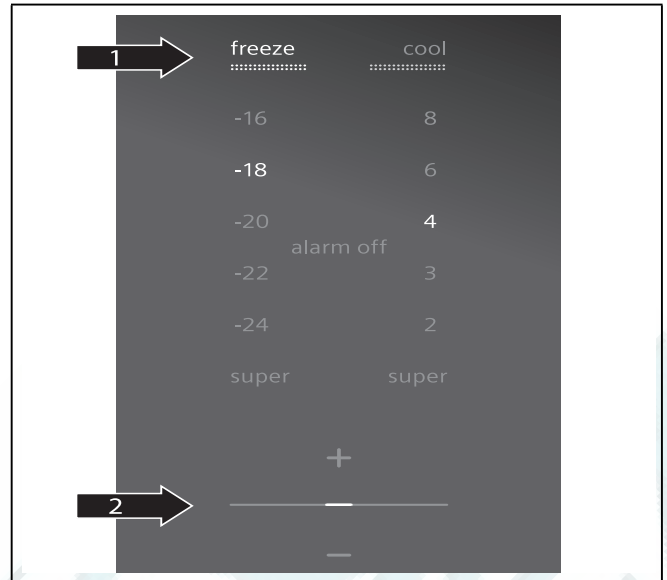 1 freeze cool
-16 8
-18 6
-20 4
alarm off
-22 3
-24 2
super super
+
2
−